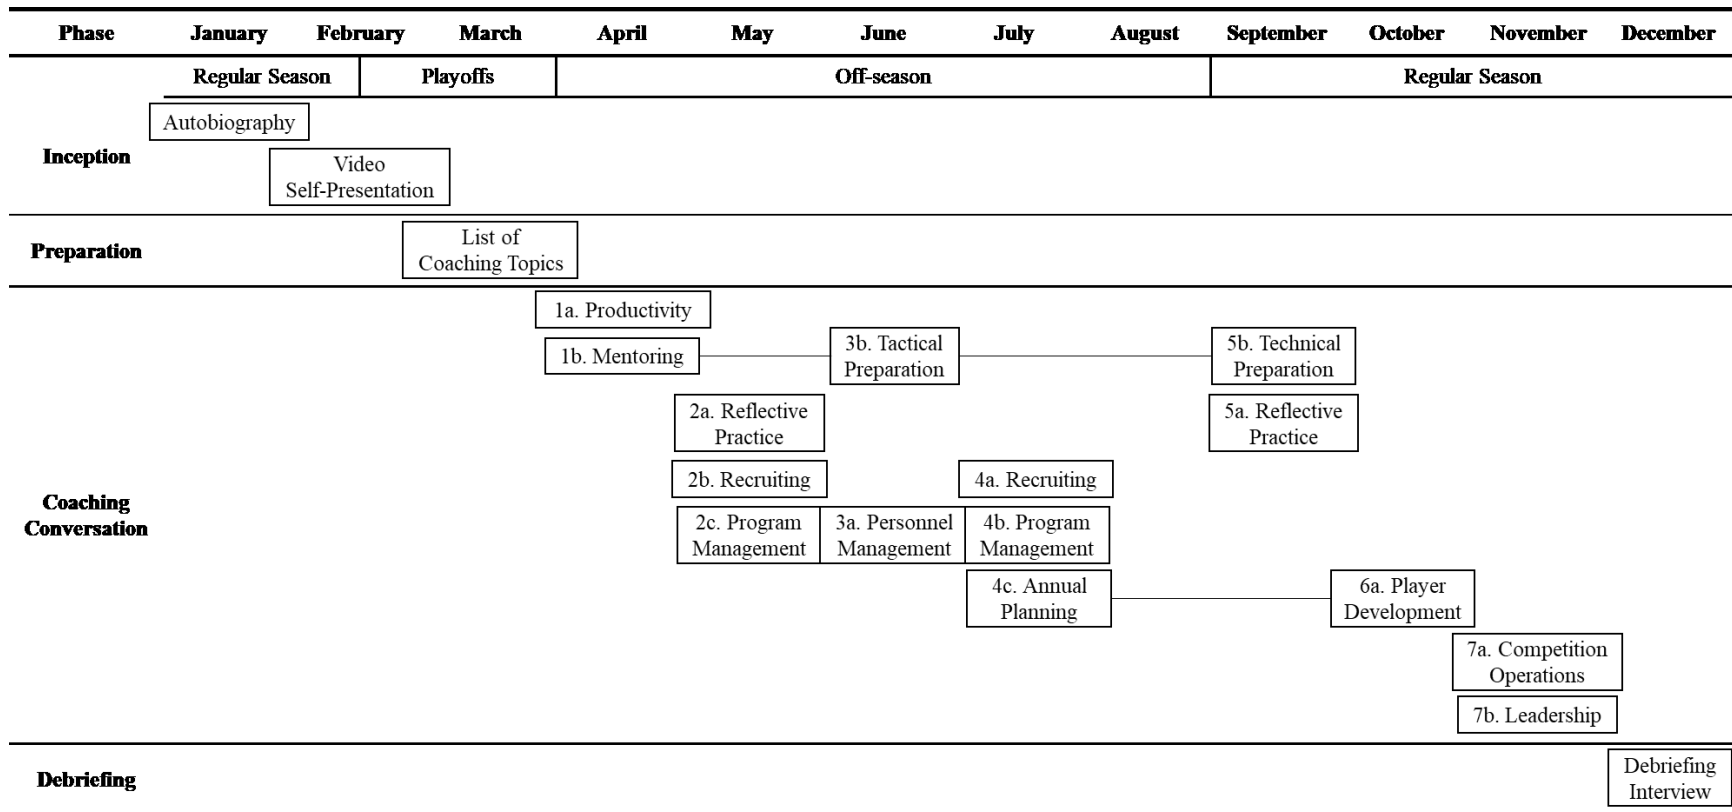 Phase January February March April May June July August September October November December
Regular Season Playoffs Off-season Regular Season
Inception
Autobiography
Video
Self-Presentation
Preparation
List of
Coaching Topics
Coaching
Conversation
1a. Productivity
1b. Mentoring
3b. Tactical
Preparation
5b. Technical
Preparation
2a. Reflective
Practice
5a. Reflective
Practice
2b. Recruiting
4a. Recruiting
2c. Program
Management
3a. Personnel
Management
4b. Program
Management
4c. Annual
Planning
6a. Player
Development
7a. Competition
Operations
7b. Leadership
Debriefing
Debriefing
Interview